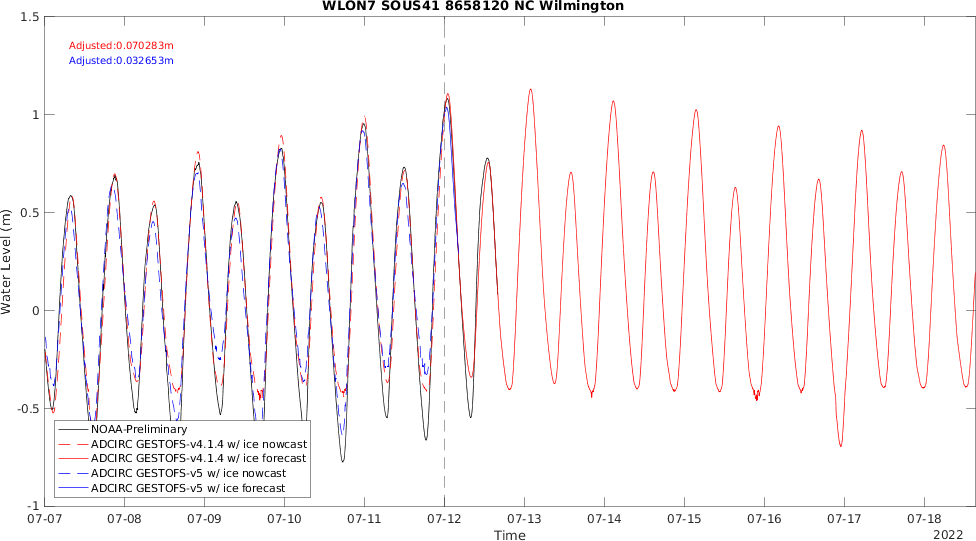 WLON7 SOUS41 8658120 NC Wilmington
1.5
Adjusted:0.070283m
Adjusted:0.032653m
1
0.5
0
-0.5
-1
Water Level (m)
NOAA-Preliminary
ADCIRC GESTOFS-v4.1.4 w/ ice nowcast
ADCIRC GESTOFS-v4.1.4 w/ ice forecast
ADCIRC GESTOFS-v5 w/ ice nowcast
ADCIRC GESTOFS-v5 w/ ice forecast
07-07 07-08 07-09 07-10 07-11 07-12 07-13 07-14 07-15 07-16 07-17 07-18
Time
2022